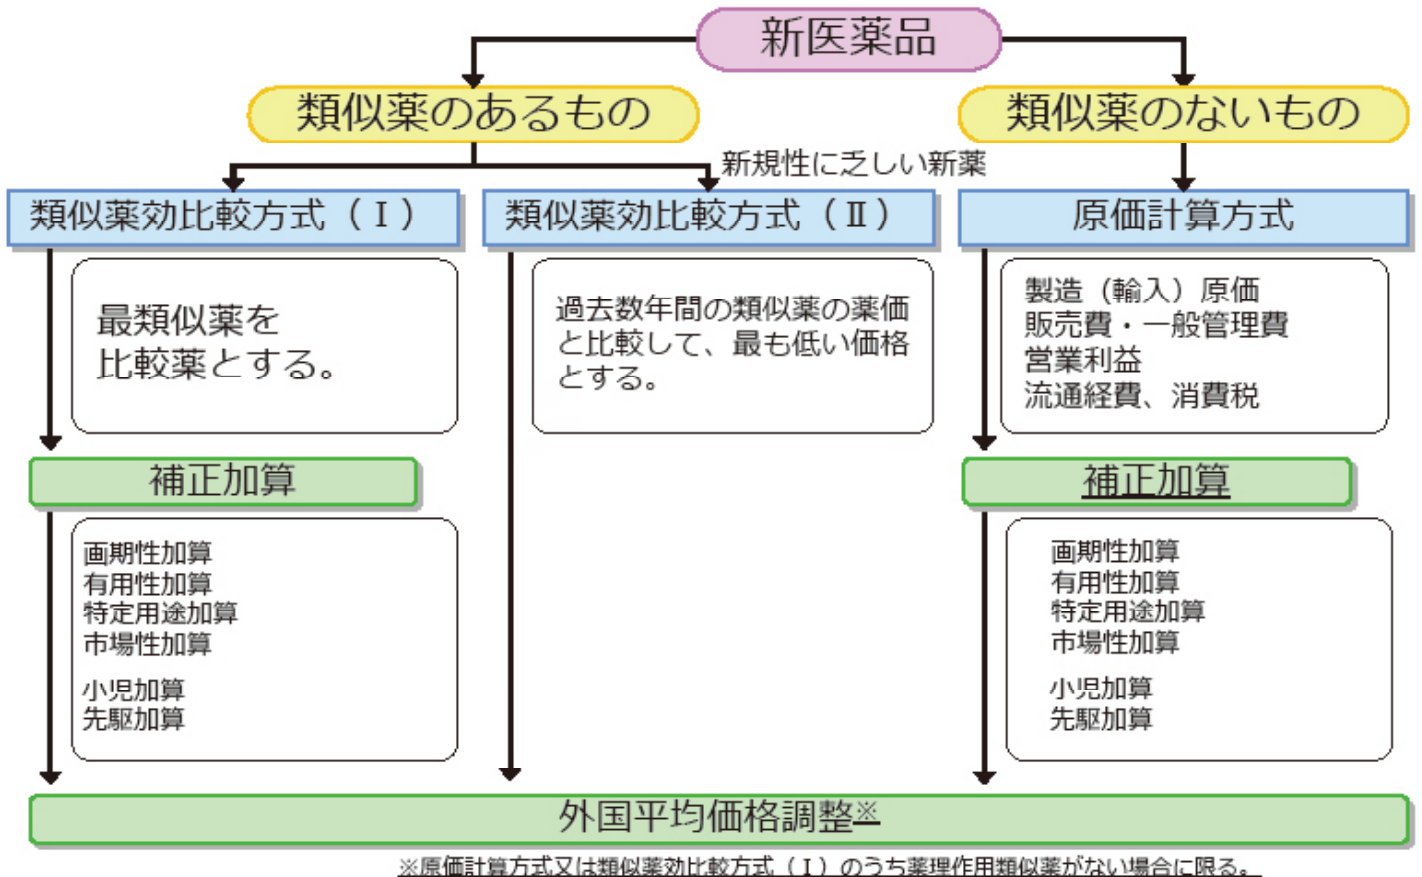 新医薬品
類似薬のあるもの
類似薬のないもの
新規性に乏しい新薬
類似薬効比較方式（Ⅰ）
類似薬効比較方式（Ⅱ）
原価計算方式
最類似薬を
比較薬とする。
過去数年間の類似薬の薬価
と比較して、最も低い価格
とする。
製造（輸入）原価
販売費・一般管理費
営業利益
流通経費、消費税
補正加算
補正加算
画期性加算
有用性加算
特定用途加算
市場性加算
小児加算
先駆加算
画期性加算
有用性加算
特定用途加算
市場性加算
小児加算
先駆加算
外国平均価格調整※
※原価計算方式又は類似薬効比較方式（Ⅰ）のうち薬理作用類似薬がない場合に限る。